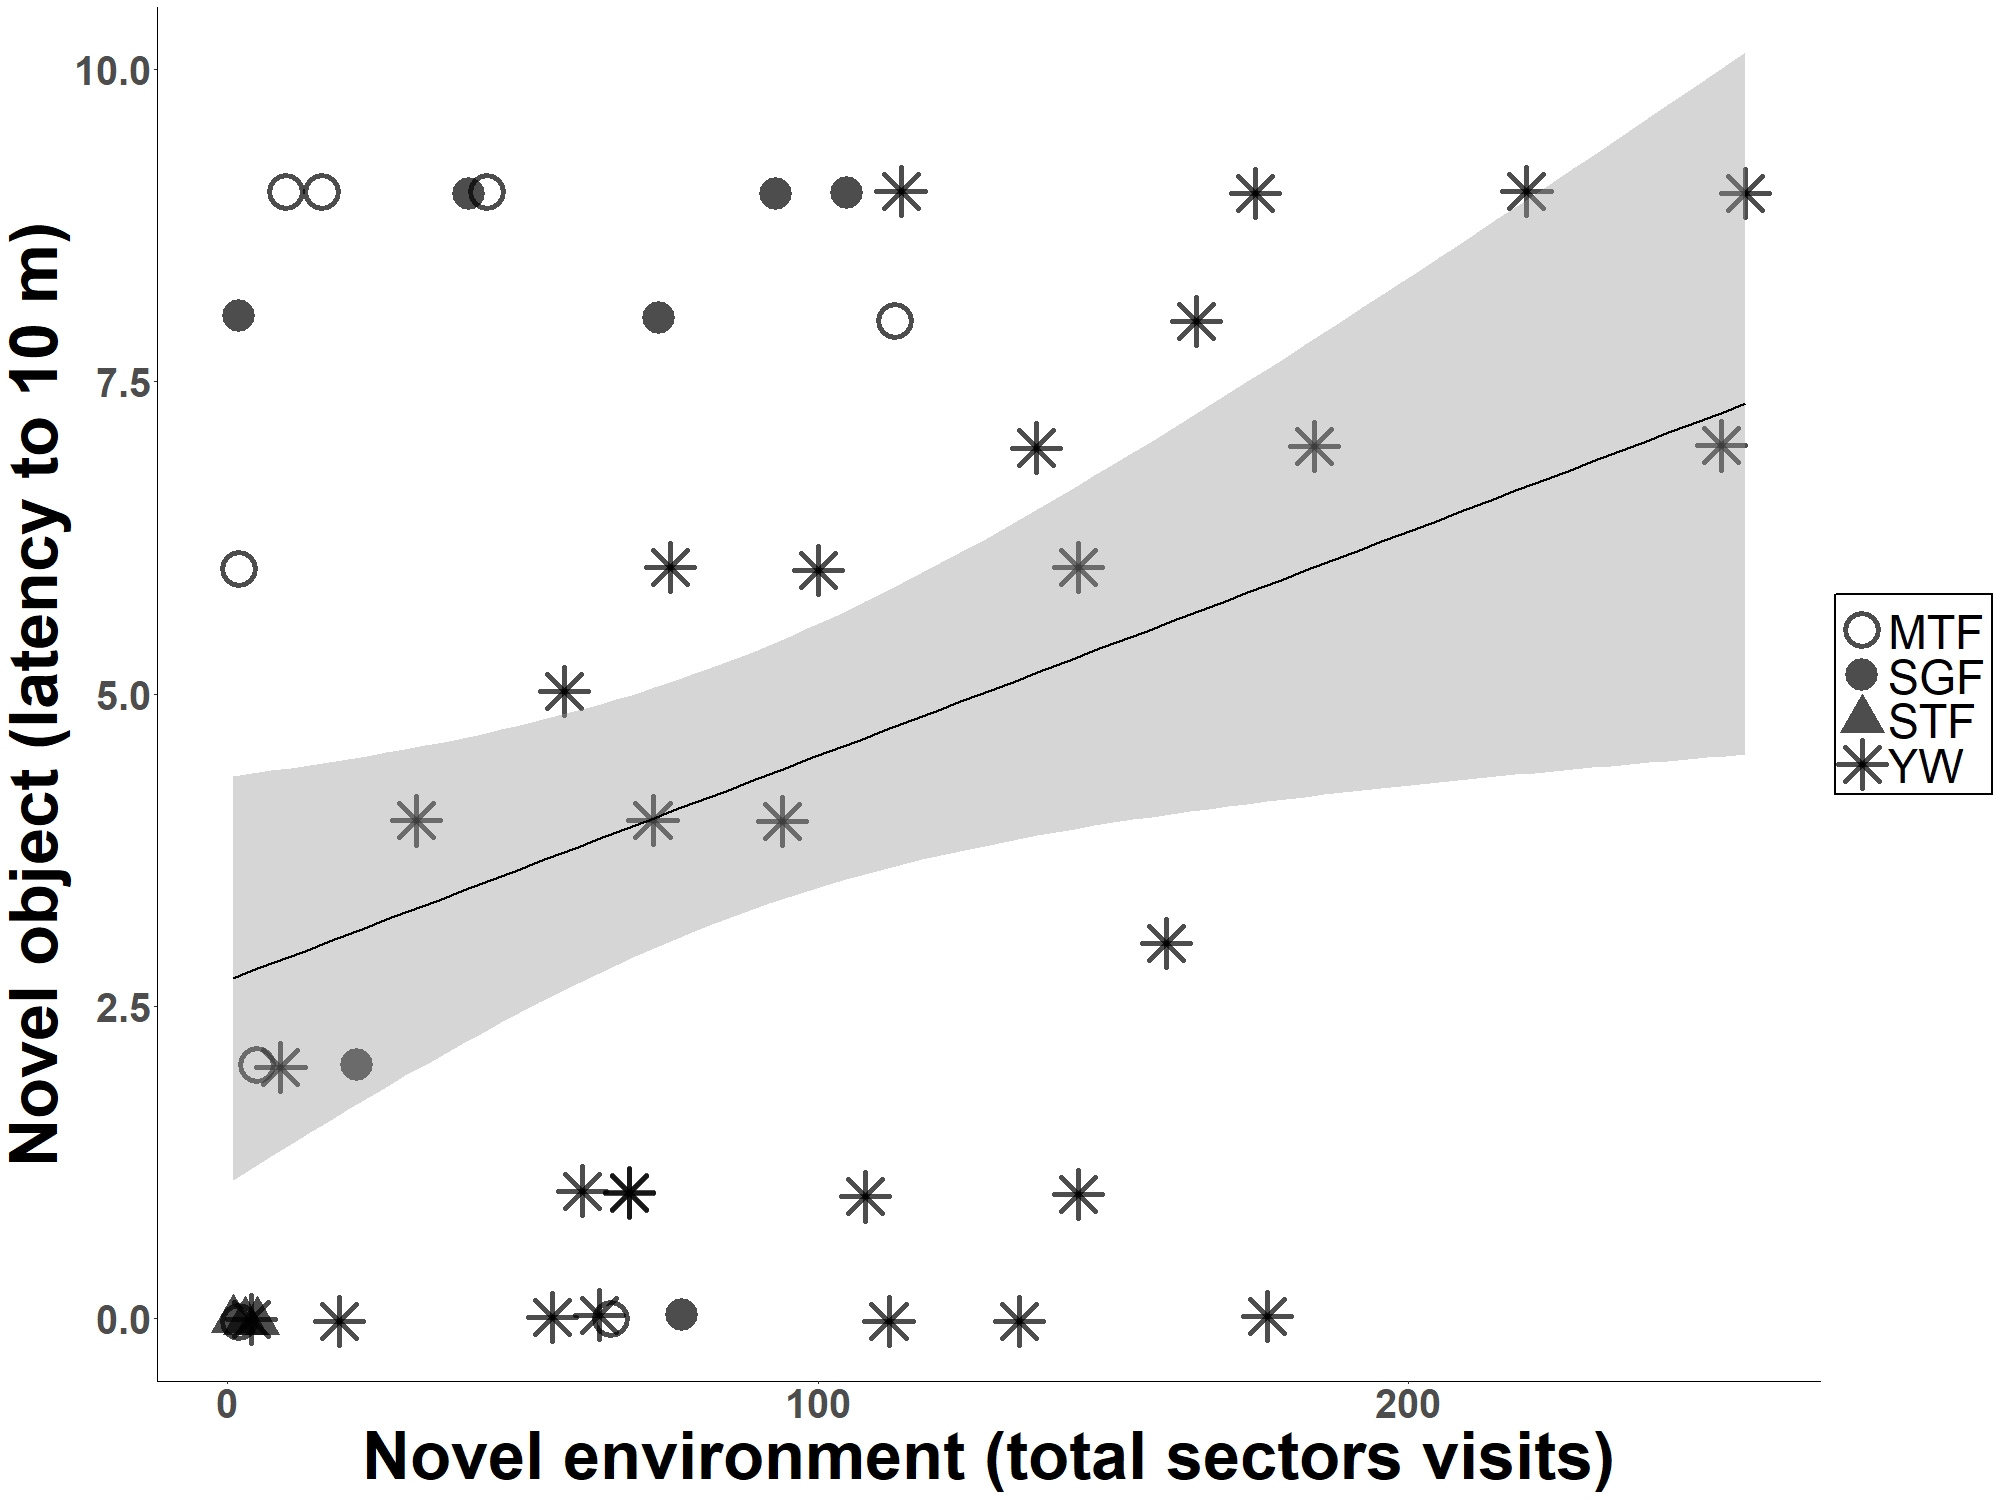 Novel object (latency to 10 m)
10.0
7.5
5.0
2.5
0.0
0
100
200
Novel environment (total sectors visits)
MTF
SGF
STF
YW